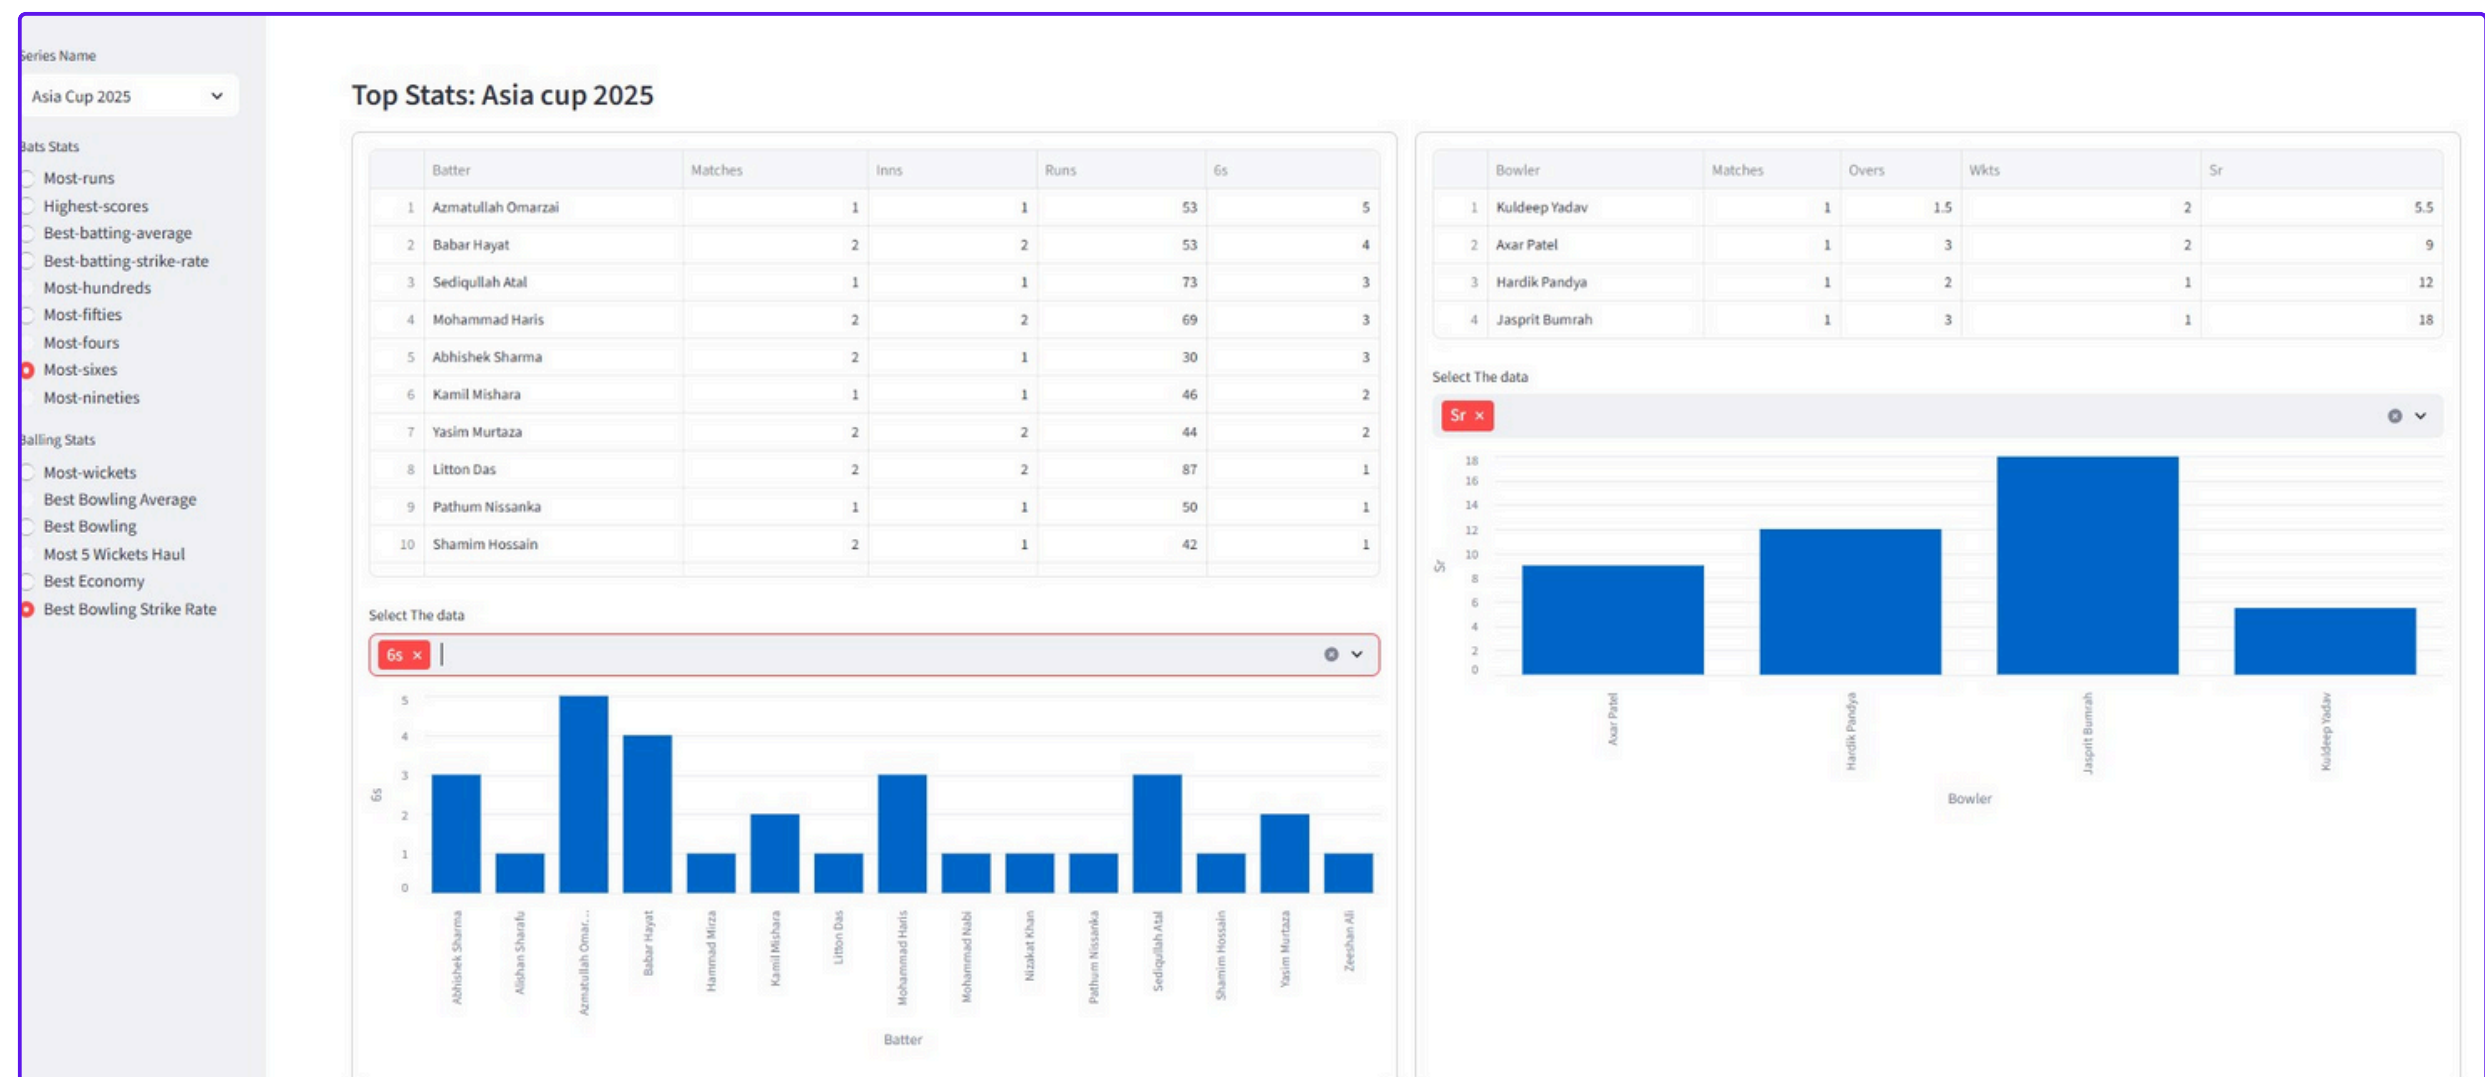 Series Name
Asia Cup 2025
Bats Stats
Most-runs
Highest-scores
Best-batting-average
Best-batting-strike-rate
Most-hundreds
Most-fifties
Most-fours
Most-sixes
Most-nineties
Balling Stats
Most-wickets
Best Bowling Average
Best Bowling
Most 5 Wickets Haul
Best Economy
Best Bowling Strike Rate
Top Stats: Asia cup 2025
Batter Matches Inns Runs 6s
1 Azmatullah Omarzai 1 1 53 5
2 Babar Hayat 2 2 53 4
3 Sediqullah Atal 1 1 73 3
4 Mohammad Haris 2 2 69 3
5 Abhishek Sharma 2 1 30 3
6 Kamil Mishara 1 1 46 2
7 Yasim Murtaza 2 2 44 2
8 Litton Das 2 2 87 1
9 Pathum Nissanka 1 1 50 1
10 Shamim Hossain 2 1 42 1
Select The data
6s ×
5
4
3
2
1
0
6s
Abhishek Sharma
Alishan Sharafu
Azmatullah Omar...
Babar Hayat
Hammad Mirza
Kamil Mishara
Litton Das
Mohammad Haris
Mohammad Nabi
Nizakat Khan
Pathum Nissanka
Sediqullah Atal
Shamim Hossain
Yasim Murtaza
Zeeshan Ali
Batter
Bowler Matches Overs Wkts Sr
1 Kuldeep Yadav 1 1.5 2 5.5
2 Axar Patel 1 3 2 9
3 Hardik Pandya 1 2 1 12
4 Jasprit Bumrah 1 3 1 18
Select The data
Sr ×
18
16
14
12
10
8
6
4
2
0
Sr
Axar Patel
Hardik Pandya
Jasprit Bumrah
Kuldeep Yadav
Bowler